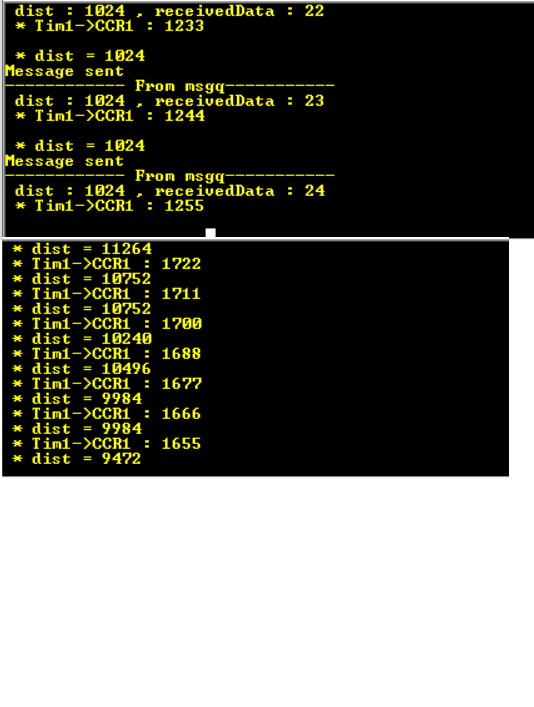 dist : 1024 , receivedData : 22
* Tim1->CCR1 : 1233
* dist = 1024
Message sent
------------ From msgq-----------
dist : 1024 , receivedData : 23
* Tim1->CCR1 : 1244
* dist = 1024
Message sent
------------ From msgq-----------
dist : 1024 , receivedData : 24
* Tim1->CCR1 : 1255
* dist = 11264
* Tim1->CCR1 : 1722
* dist = 10752
* Tim1->CCR1 : 1711
* dist = 10752
* Tim1->CCR1 : 1700
* dist = 10240
* Tim1->CCR1 : 1688
* dist = 10496
* Tim1->CCR1 : 1677
* dist = 9984
* Tim1->CCR1 : 1666
* dist = 9984
* Tim1->CCR1 : 1655
* dist = 9472